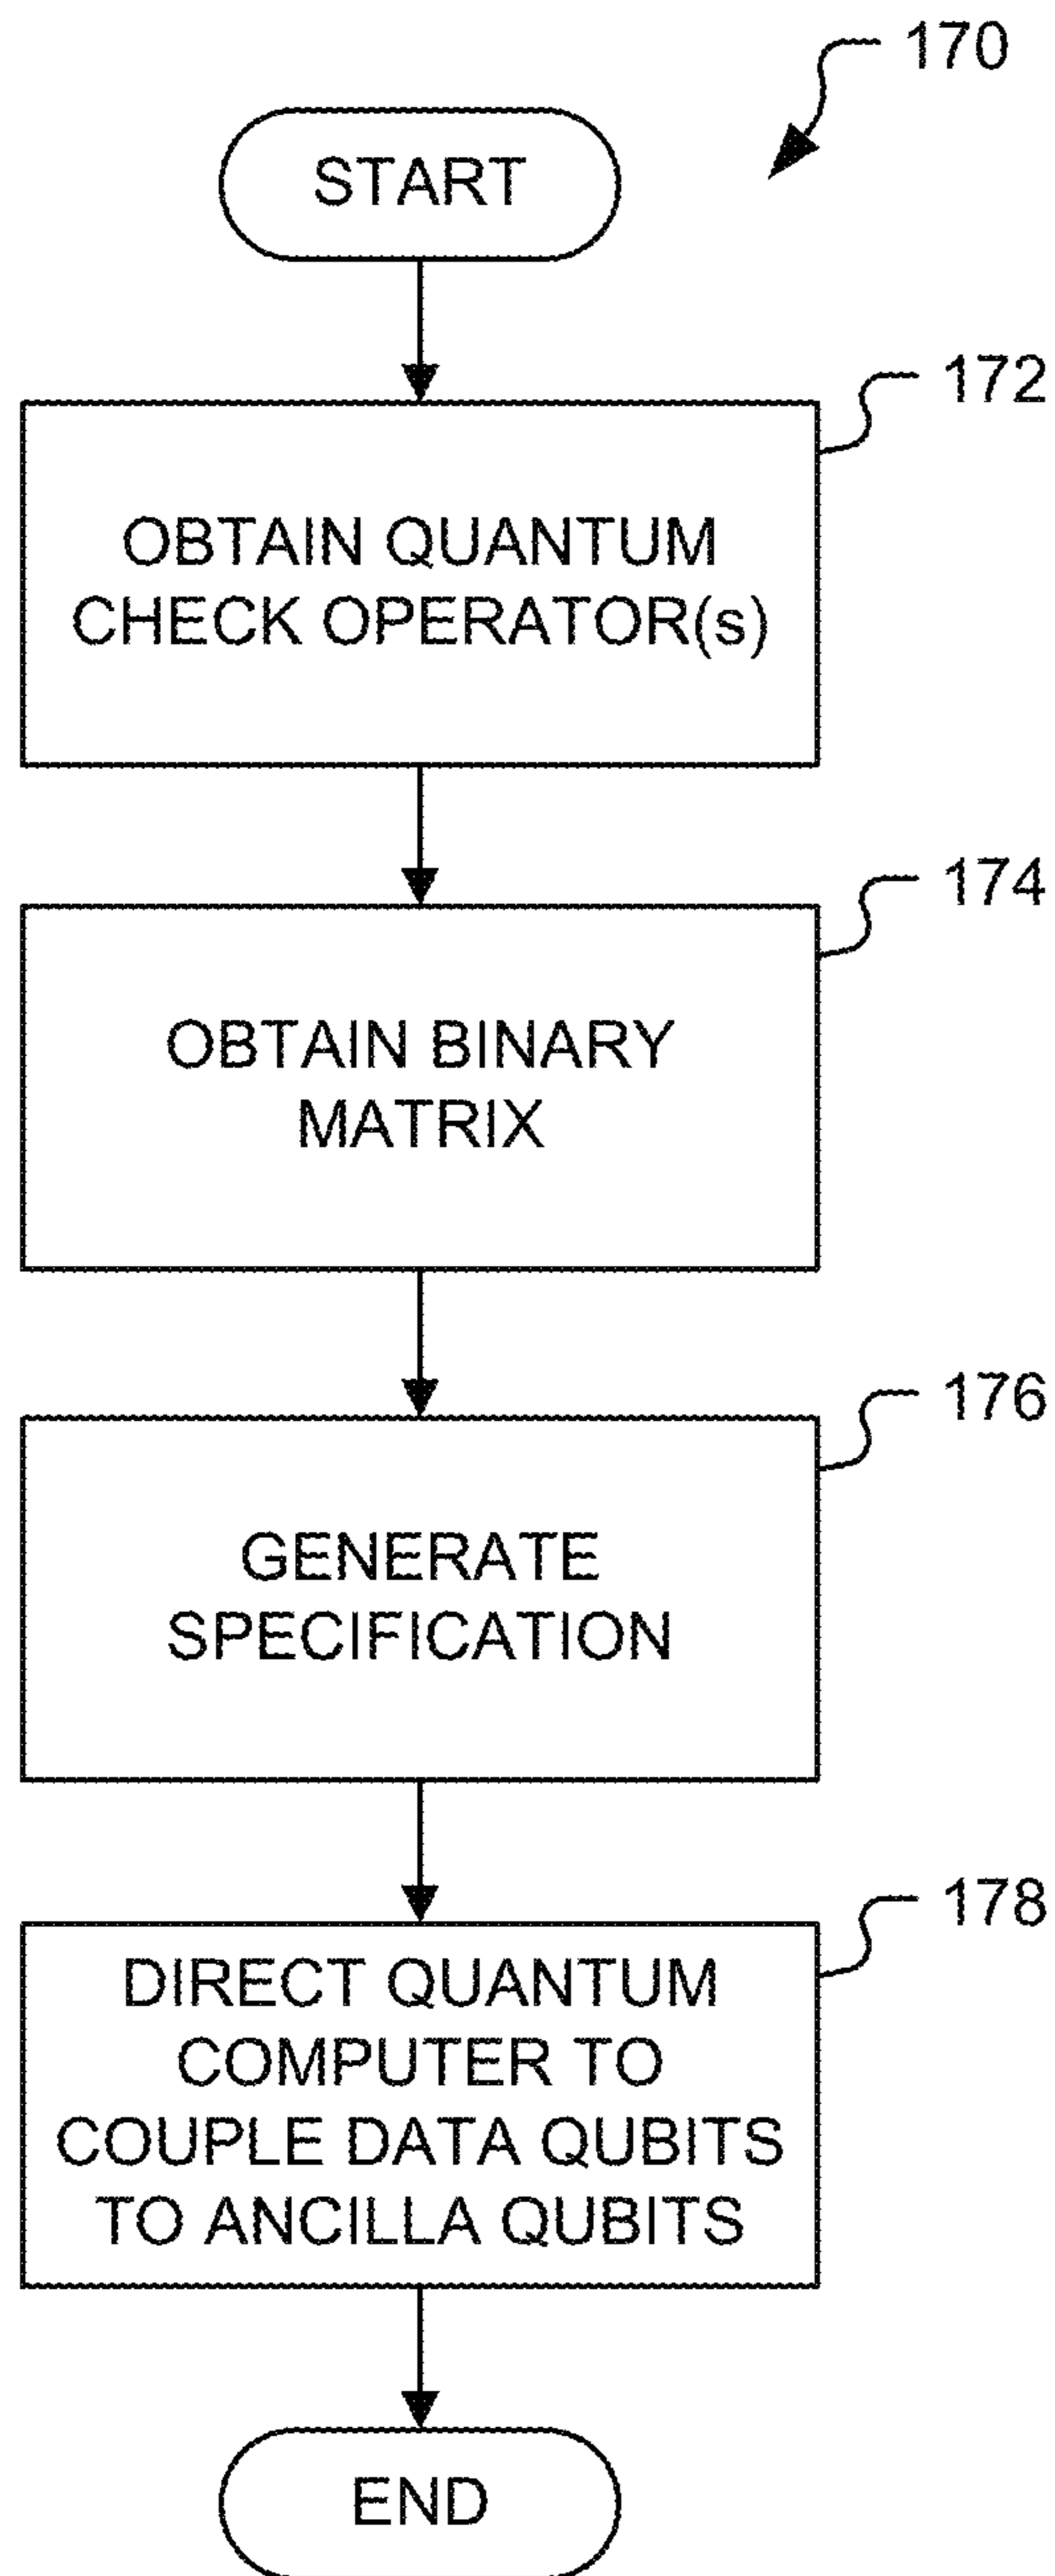 170
START
172
OBTAIN QUANTUM
CHECK OPERATOR(s)
174
OBTAIN BINARY
MATRIX
176
GENERATE
SPECIFICATION
178
DIRECT QUANTUM
COMPUTER TO
COUPLE DATA QUBITS
TO ANCILLA QUBITS
END